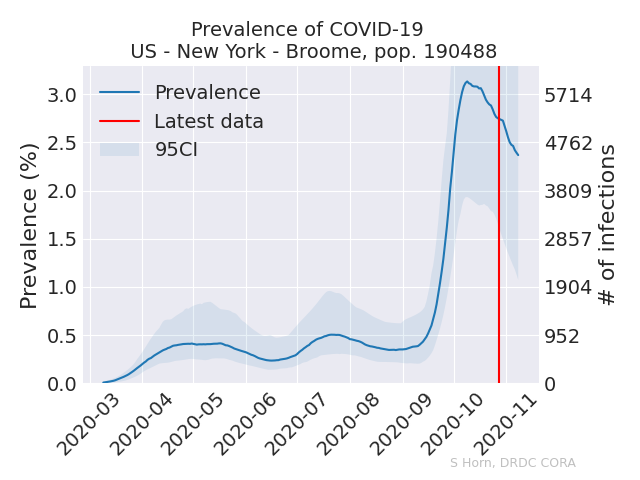 Prevalence of COVID-19
US - New York - Broome, pop. 190488
Prevalence
Latest data
95CI
Prevalence (%)
3.0
2.5
2.0
1.5
1.0
0.5
0.0
5714
4762
3809
2857
1904
952
0
# of infections
2020-03
2020-04
2020-05
2020-06
2020-07
2020-08
2020-09
2020-10
2020-11
S Horn, DRDC CORA